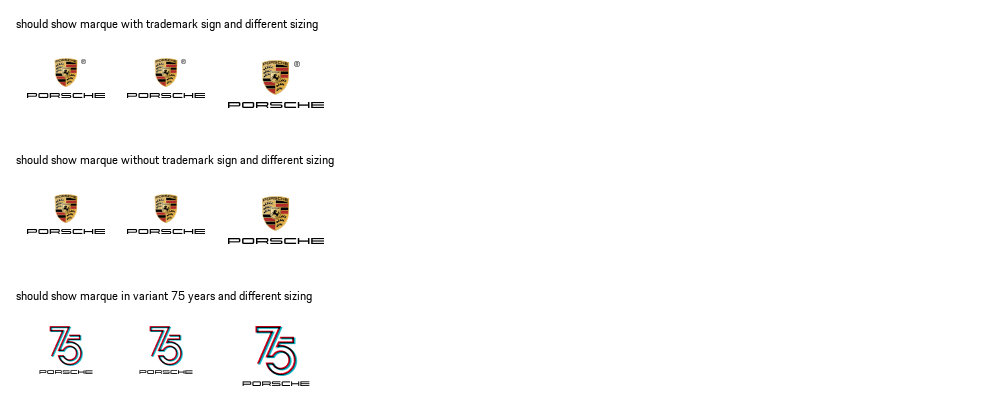 should show marque with trademark sign and different sizing
® ® ®
PORSCHE PORSCHE PORSCHE
should show marque without trademark sign and different sizing
PORSCHE PORSCHE PORSCHE
should show marque in variant 75 years and different sizing
75 75 75
PORSCHE PORSCHE PORSCHE